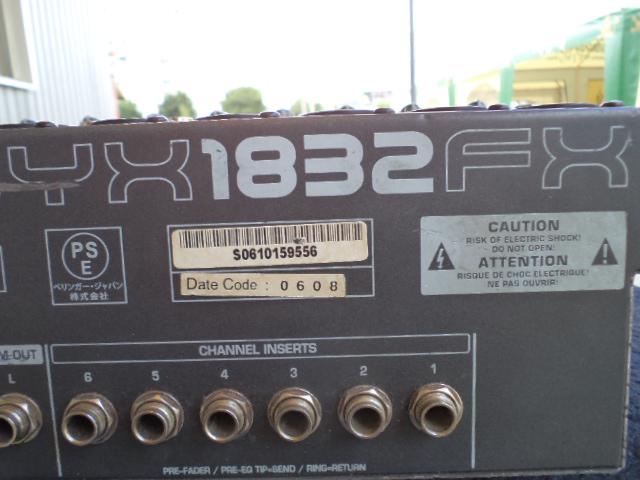 YX1832FX
PS
E
ベリンガー・ジャパン
株式会社
S0610159556
Date Code : 0608
CAUTION
RISK OF ELECTRIC SHOCK!
DO NOT OPEN!
ATTENTION
RISQUE DE CHOC ELECTRIQUE!
NE PAS OUVRIR!
M-OUT
CHANNEL INSERTS
L 6 5 4 3 2 1
PRE-FADER / PRE-EQ TIP=SEND / RING=RETURN